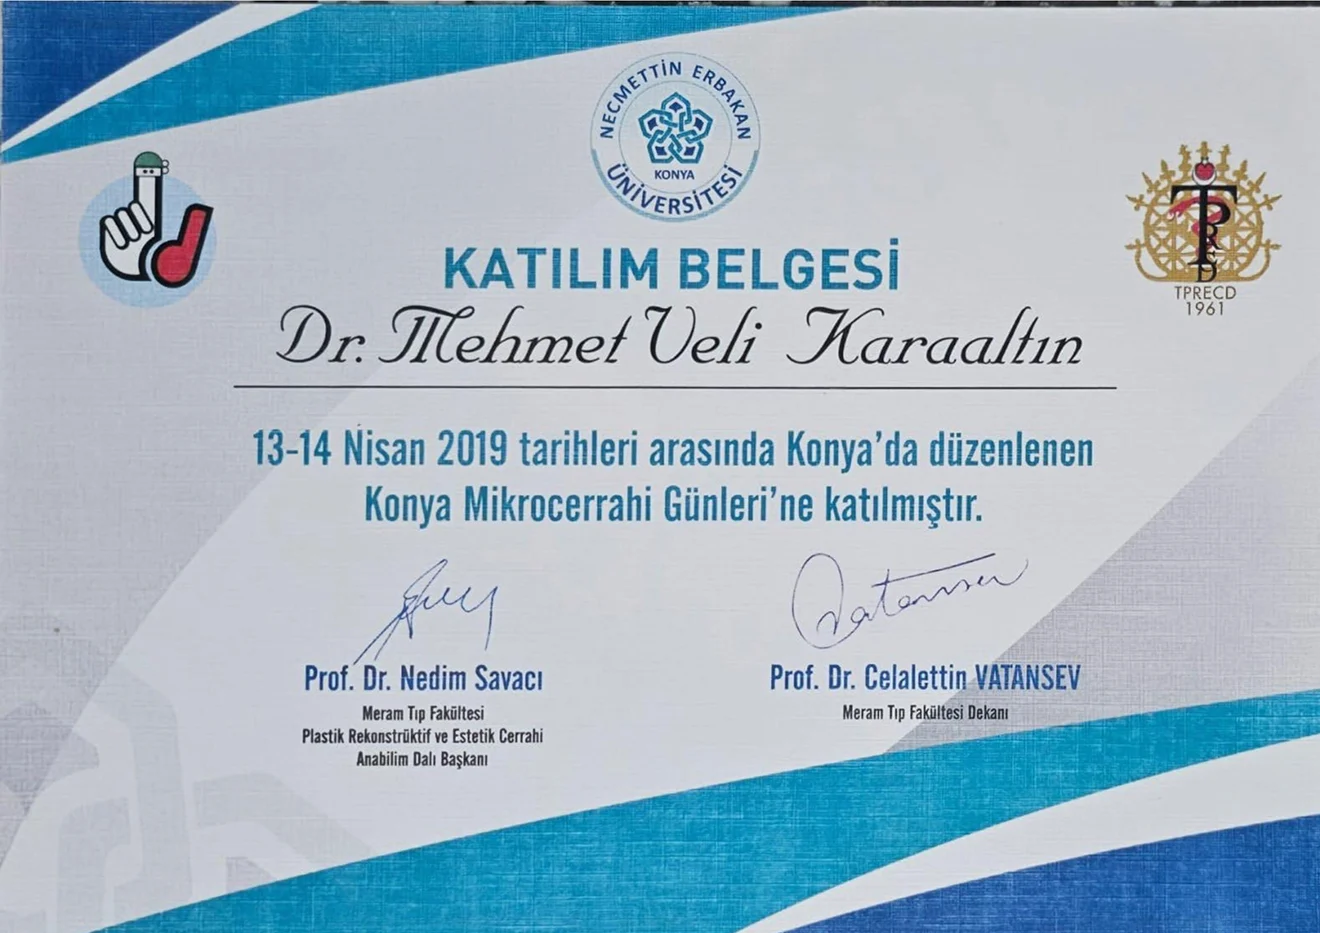 NECMETTİN ERBAKAN
ÜNİVERSİTESİ
KONYA
TPRECD
TPRECD
1961
KATILIM BELGESİ
Dr. Mehmet Veli Karaaltın
13-14 Nisan 2019 tarihleri arasında Konya'da düzenlenen
Konya Mikrocerrahi Günleri'ne katılmıştır.
Vatansever
Prof. Dr. Nedim Savacı
Meram Tıp Fakültesi
Plastik Rekonstrüktif ve Estetik Cerrahi
Anabilim Dalı Başkanı
Prof. Dr. Celalettin VATANSEV
Meram Tıp Fakültesi Dekanı